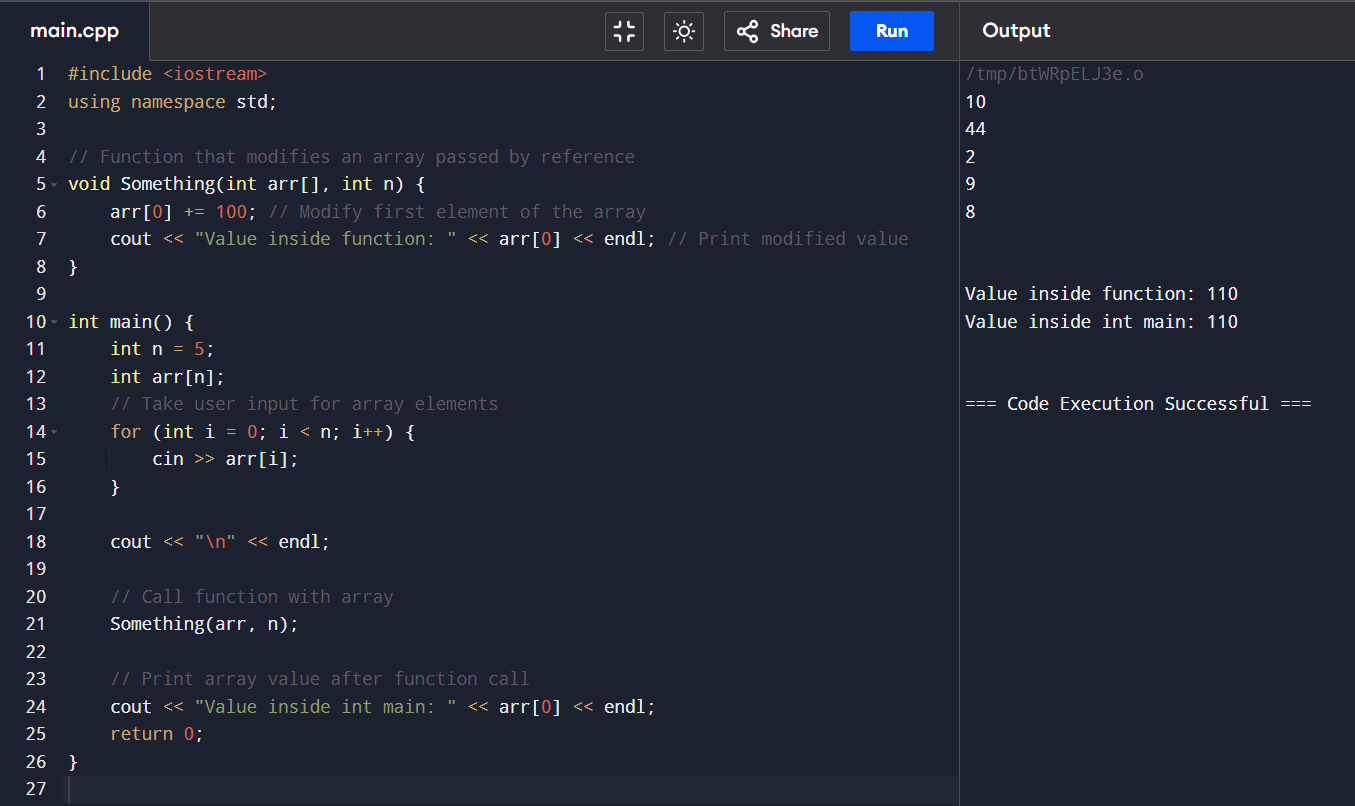 main.cpp
Share
Run
Output
1 #include <iostream>
2 using namespace std;
3
4 // Function that modifies an array passed by reference
5 void Something(int arr[], int n) {
6     arr[0] += 100; // Modify first element of the array
7     cout << "Value inside function: " << arr[0] << endl; // Print modified value
8 }
9
10 int main() {
11     int n = 5;
12     int arr[n];
13     // Take user input for array elements
14     for (int i = 0; i < n; i++) {
15         cin >> arr[i];
16     }
17
18     cout << "\n" << endl;
19
20     // Call function with array
21     Something(arr, n);
22
23     // Print array value after function call
24     cout << "Value inside int main: " << arr[0] << endl;
25     return 0;
26 }
27
/tmp/btWRpELJ3e.o
10
44
2
9
8
Value inside function: 110
Value inside int main: 110
=== Code Execution Successful ===